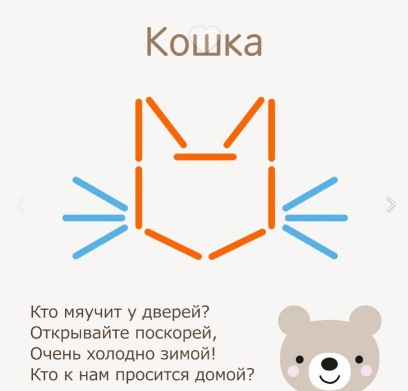 Кошка
Кто мяучит у дверей?
Открывайте поскорей,
Очень холодно зимой!
Кто к нам просится домой?